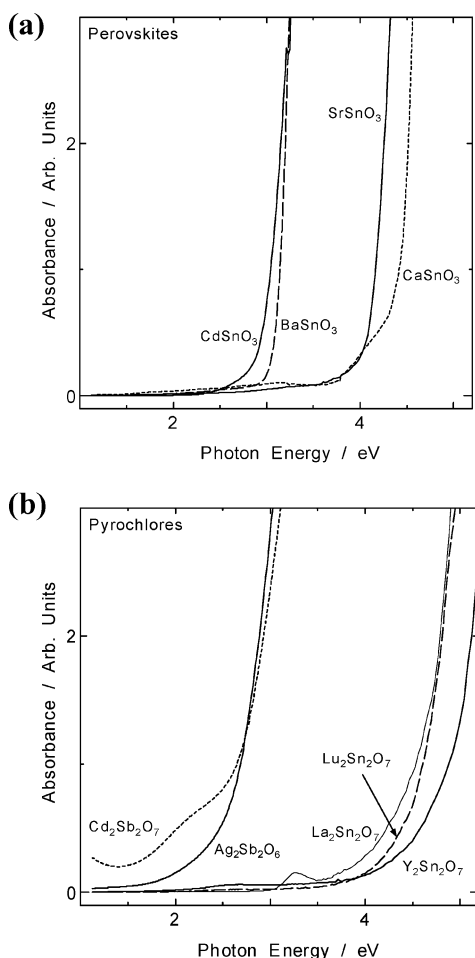 (a)
Perovskites
Absorbance / Arb. Units
2
SrSnO₃
CaSnO₃
CdSnO₃
BaSnO₃
0
2
4
Photon Energy / eV
(b)
Pyrochlores
Absorbance / Arb. Units
2
Lu₂Sn₂O₇
Cd₂Sb₂O₇
La₂Sn₂O₇
Ag₂Sb₂O₆
Y₂Sn₂O₇
0
2
4
Photon Energy / eV